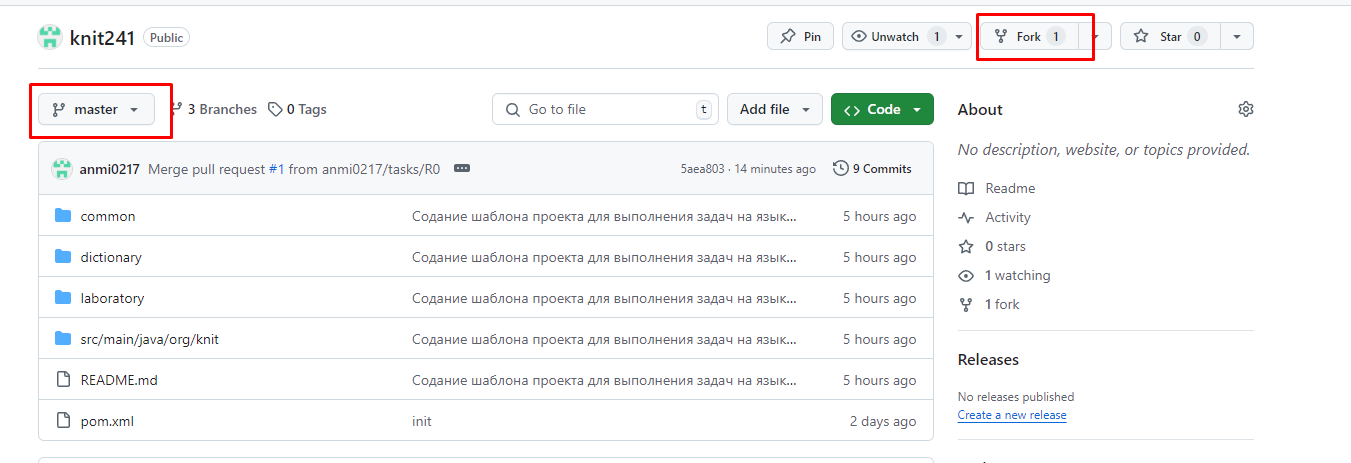 knit241 Public Pin Unwatch 1 Fork 1 Star 0
master 3 Branches 0 Tags Go to file t Add file Code
About
No description, website, or topics provided.
anmi0217 Merge pull request #1 from anmi0217/tasks/R0 5aea803 · 14 minutes ago 9 Commits
common Содание шаблона проекта для выполнения задач на язык... 5 hours ago
dictionary Содание шаблона проекта для выполнения задач на язык... 5 hours ago
laboratory Содание шаблона проекта для выполнения задач на язык... 5 hours ago
src/main/java/org/knit Содание шаблона проекта для выполнения задач на язык... 5 hours ago
README.md Содание шаблона проекта для выполнения задач на язык... 5 hours ago
pom.xml init 2 days ago
Readme
Activity
0 stars
1 watching
1 fork
Releases
No releases published
Create a new release